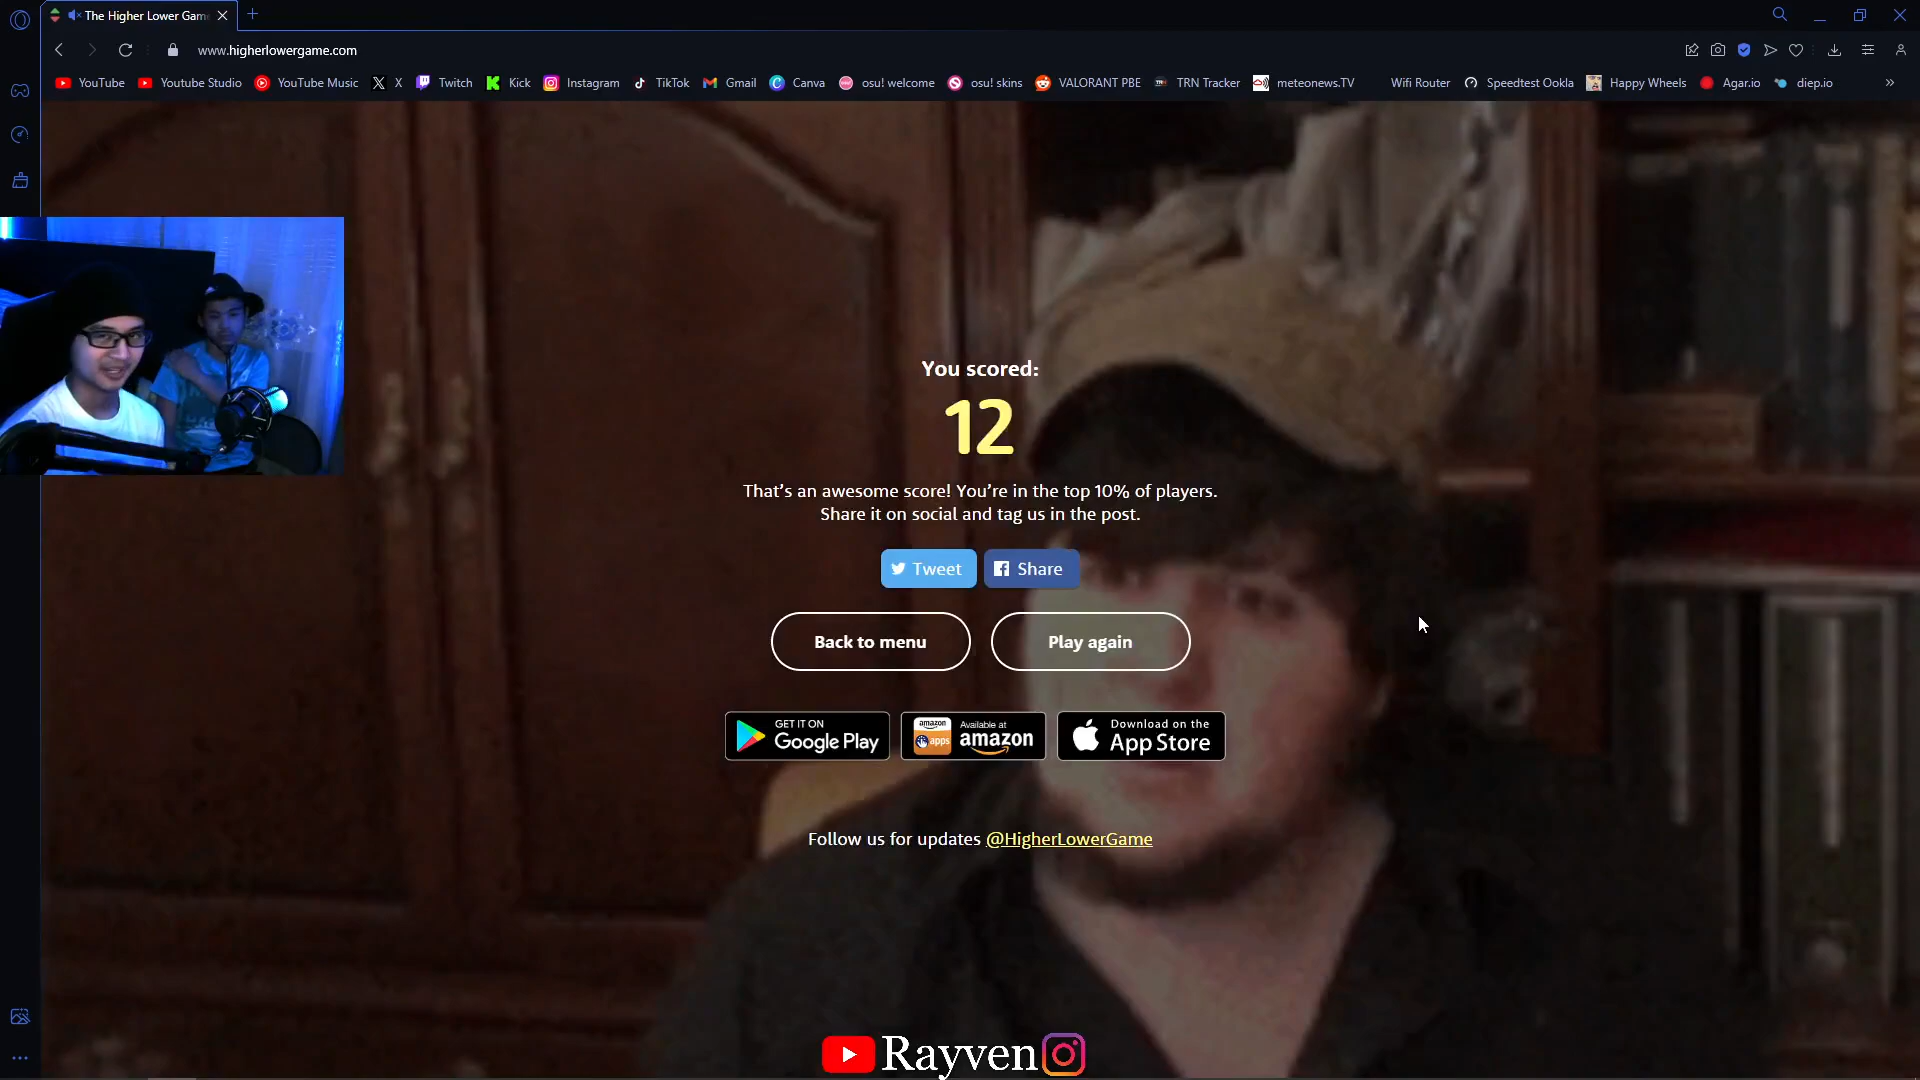 The Higher Lower Gam
www.higherlowergame.com
YouTube
Youtube Studio
YouTube Music
X
Twitch
Kick
Instagram
TikTok
Gmail
Canva
osu! welcome
osu! skins
VALORANT PBE
TRN Tracker
meteonews.TV
Wifi Router
Speedtest Ookla
Happy Wheels
Agar.io
diep.io
You scored:
12
That's an awesome score! You're in the top 10% of players.
Share it on social and tag us in the post.
Tweet
Share
Back to menu
Play again
GET IT ON
Google Play
amazon
apps
Available at
amazon
Download on the
App Store
Follow us for updates @HigherLowerGame
Rayven